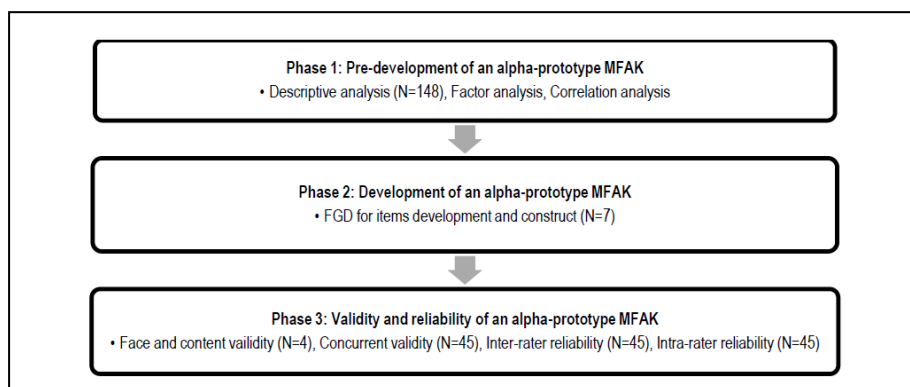 Phase 1: Pre-development of an alpha-prototype MFAK
• Descriptive analysis (N=148), Factor analysis, Correlation analysis
Phase 2: Development of an alpha-prototype MFAK
• FGD for items development and construct (N=7)
Phase 3: Validity and reliability of an alpha-prototype MFAK
• Face and content vailidity (N=4), Concurrent validity (N=45), Inter-rater reliability (N=45), Intra-rater reliability (N=45)